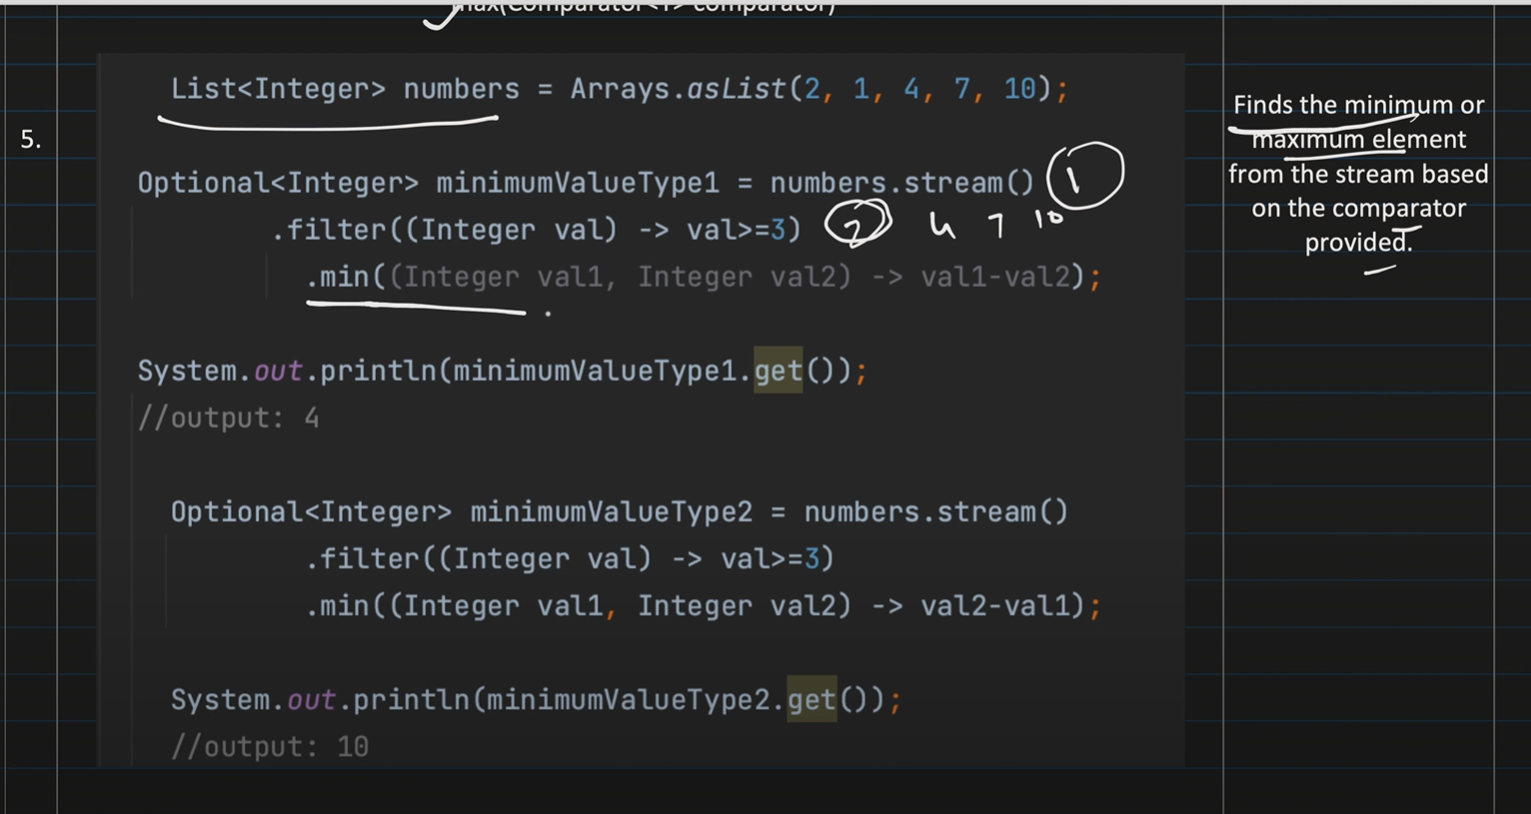 max(Comparator<T> comparator)
5.
List<Integer> numbers = Arrays.asList(2, 1, 4, 7, 10);
Optional<Integer> minimumValueType1 = numbers.stream() 1
.filter((Integer val) -> val>=3) 4 7 10
.min((Integer val1, Integer val2) -> val1-val2);
System.out.println(minimumValueType1.get());
//output: 4
Optional<Integer> minimumValueType2 = numbers.stream()
.filter((Integer val) -> val>=3)
.min((Integer val1, Integer val2) -> val2-val1);
System.out.println(minimumValueType2.get());
//output: 10
Finds the minimum or
maximum element
from the stream based
on the comparator
provided.